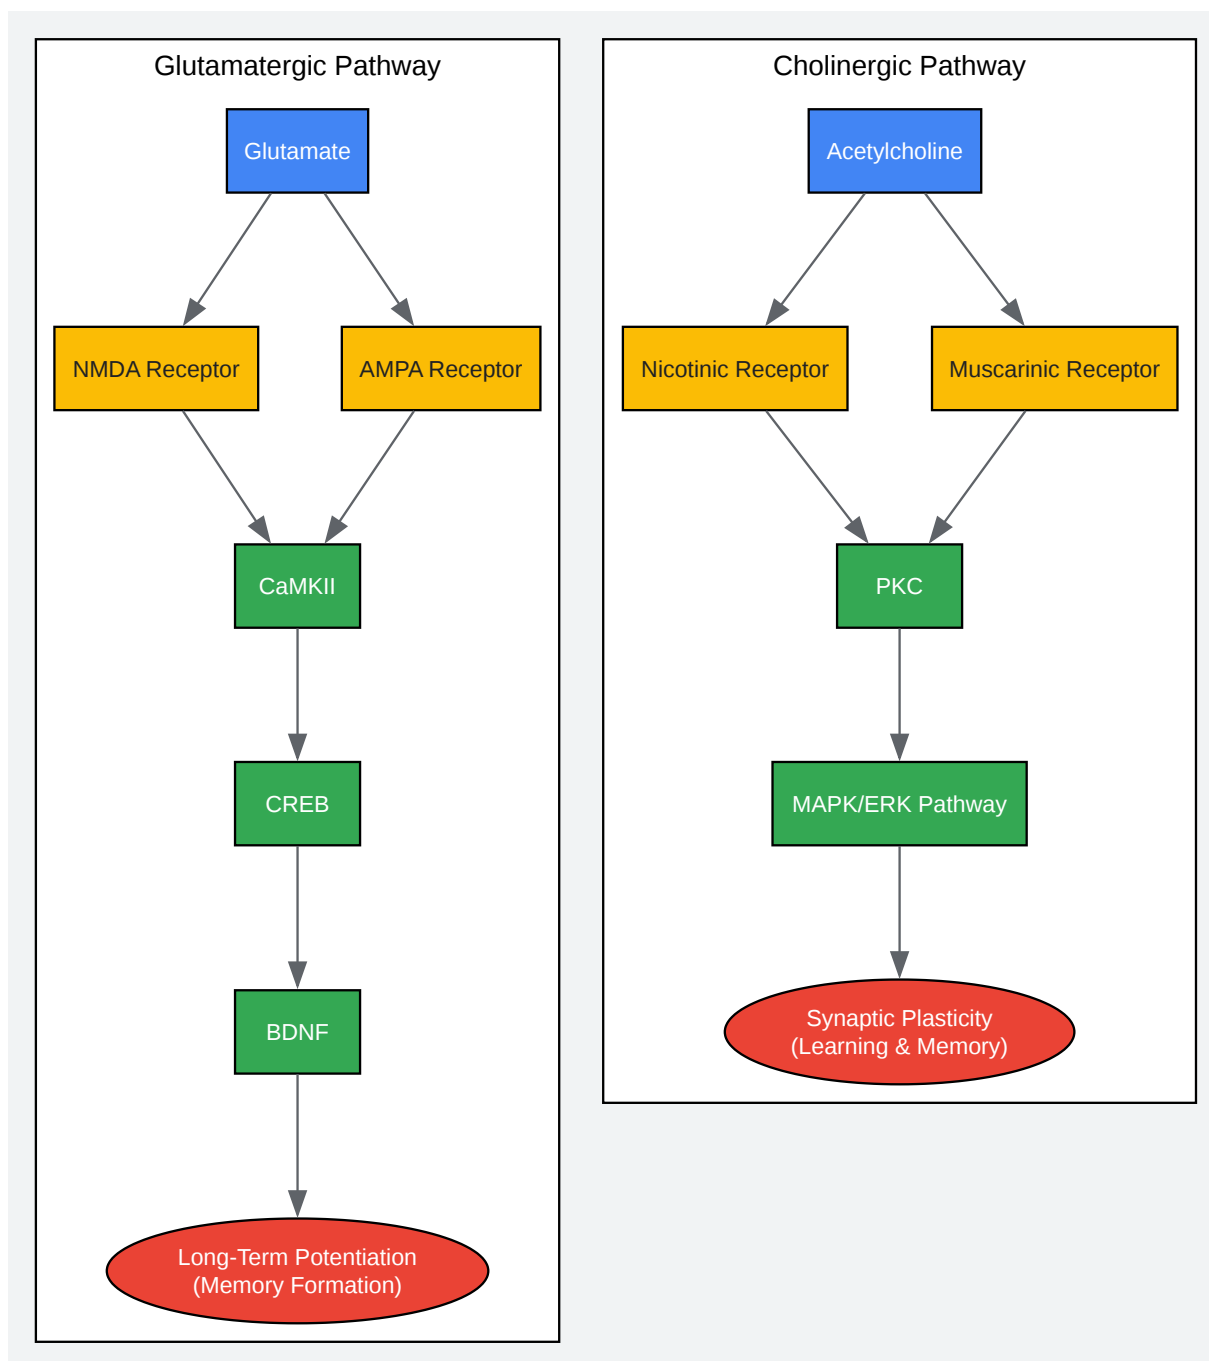 Glutamatergic Pathway
Glutamate
NMDA Receptor
AMPA Receptor
CaMKII
CREB
BDNF
Long-Term Potentiation
(Memory Formation)
Cholinergic Pathway
Acetylcholine
Nicotinic Receptor
Muscarinic Receptor
PKC
MAPK/ERK Pathway
Synaptic Plasticity
(Learning & Memory)